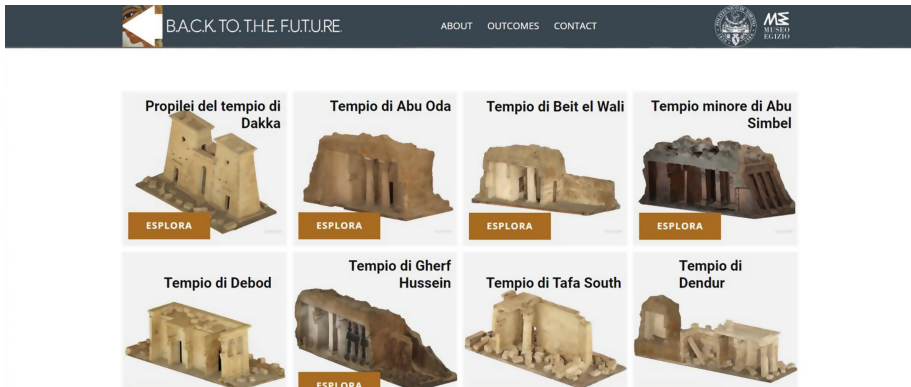 B.A.C.K. TO. T.H.E. F.U.T.U.RE.
ABOUT OUTCOMES CONTACT
MUSEO
EGIZIO
Propilei del tempio di
Dakka
ESPLORA
Tempio di Abu Oda
ESPLORA
Tempio di Beit el Wali
ESPLORA
Tempio minore di Abu
Simbel
ESPLORA
Tempio di Debod
Tempio di Gherf
Hussein
ESPLORA
Tempio di Tafa South
Tempio di
Dendur